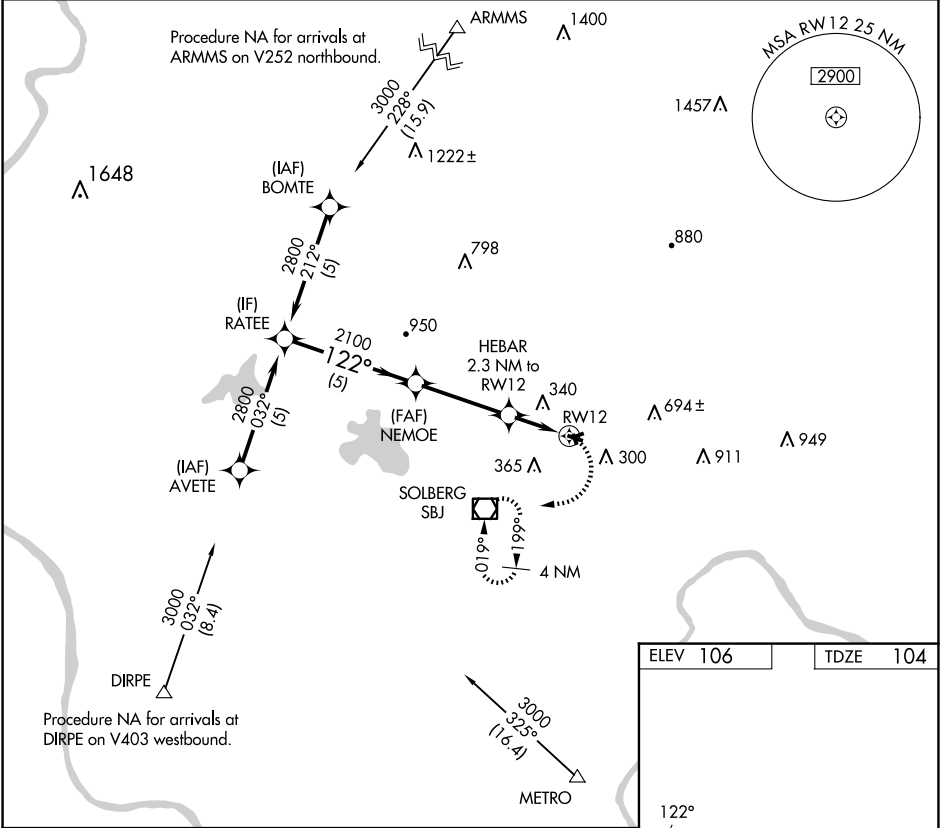 Procedure NA for arrivals at
ARMMS on V252 northbound.
ARMMS
1400
MSA RW12 25 NM
2900
1457
3000
228°
(15.9)
1222±
1648
(IAF)
BOMTE
2800
212°
(5)
798
880
(IF)
RATEE
950
2100
122°
(5)
HEBAR
2.3 NM to
RW12
340
RW12
694±
949
(FAF)
NEMOE
2800
032°
(5)
365
300
911
(IAF)
AVETE
SOLBERG
SBJ
019°
199°
4 NM
3000
032°
(8.4)
DIRPE
Procedure NA for arrivals at
DIRPE on V403 westbound.
3000
325°
(16.4)
METRO
ELEV 106
TDZE 104
122°